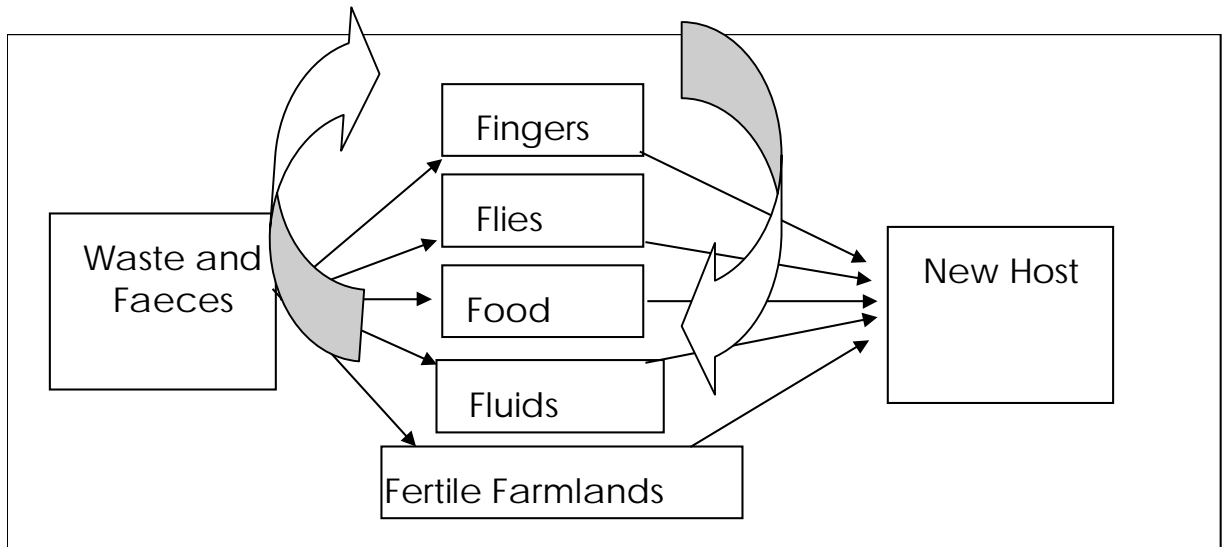 Fingers
Flies
Waste and
Faeces
New Host
Food
Fluids
Fertile Farmlands